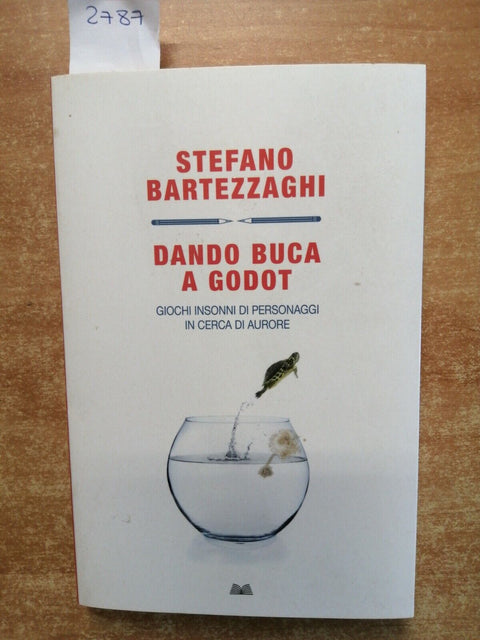 2787
STEFANO
BARTEZZAGHI
DANDO BUCA
A GODOT
GIOCHI INSONNI DI PERSONAGGI
IN CERCA DI AURORE